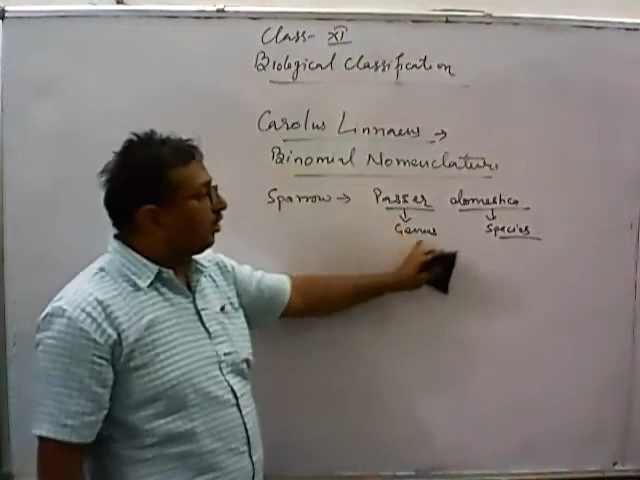 Class- XI
Biological Classification
Carolus Linnaeus →
Binomial Nomenclature
Sparrow → Passer domestica
Genus Species